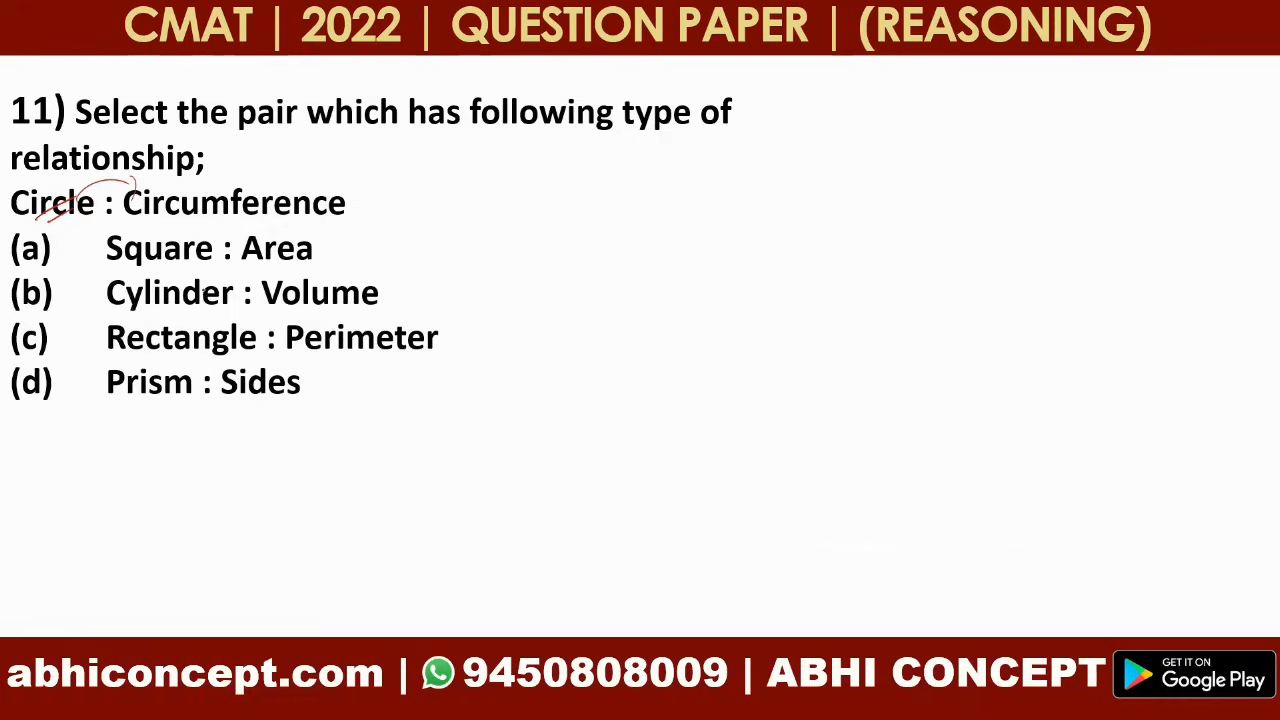 CMAT | 2022 | QUESTION PAPER | (REASONING)
11) Select the pair which has following type of
relationship;
Circle : Circumference
(a) Square : Area
(b) Cylinder : Volume
(c) Rectangle : Perimeter
(d) Prism : Sides
abhiconcept.com | 9450808009 | ABHI CONCEPT
GET IT ON
Google Play